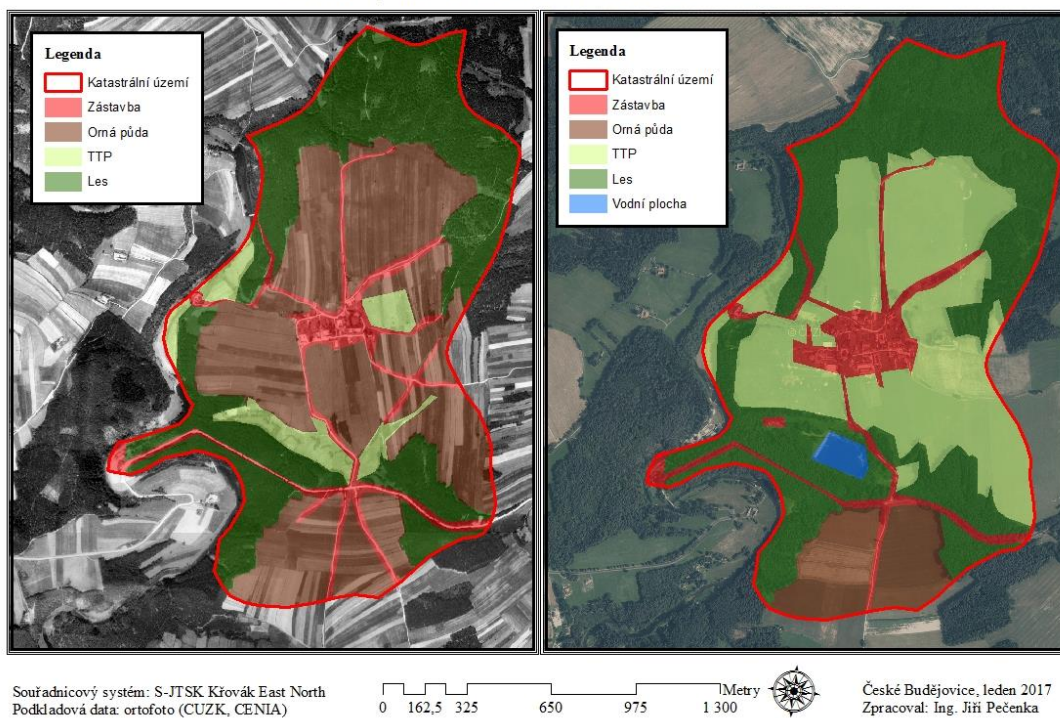 Legenda
Katastrální území
Zástavba
Orná půda
TTP
Les
Legenda
Katastrální území
Zástavba
Orná půda
TTP
Les
Vodní plocha
Souřadnicový systém: S-JTSK Křovák East North
Podkladová data: ortofoto (CUZK, CENIA)
Metry
0 162,5 325 650 975 1 300
České Budějovice, leden 2017
Zpracoval: Ing. Jiří Pečenka